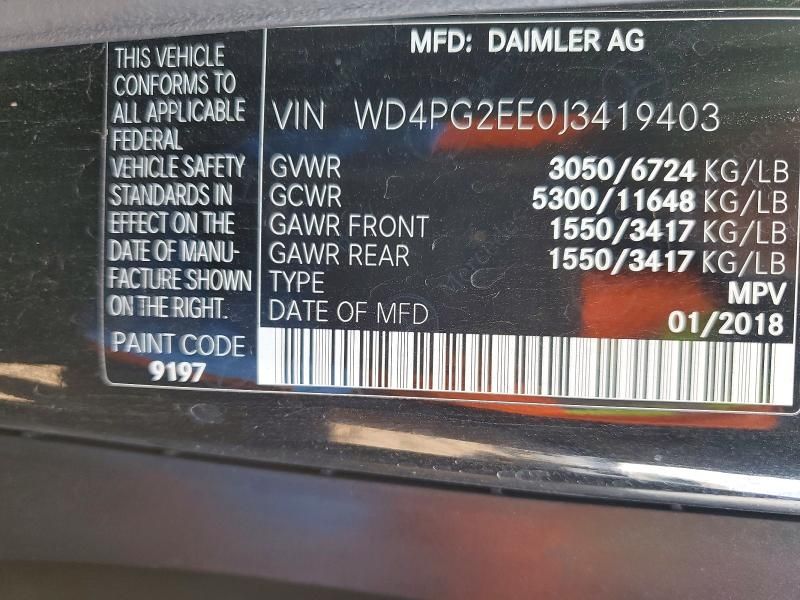 THIS VEHICLE
CONFORMS TO
ALL APPLICABLE
FEDERAL
VEHICLE SAFETY
STANDARDS IN
EFFECT ON THE
DATE OF MANU-
FACTURE SHOWN
ON THE RIGHT.
PAINT CODE
9197
MFD: DAIMLER AG
VIN WD4PG2EE0J3419403
GVWR 3050/6724 KG/LB
GCWR 5300/11648 KG/LB
GAWR FRONT 1550/3417 KG/LB
GAWR REAR 1550/3417 KG/LB
TYPE MPV
DATE OF MFD 01/2018